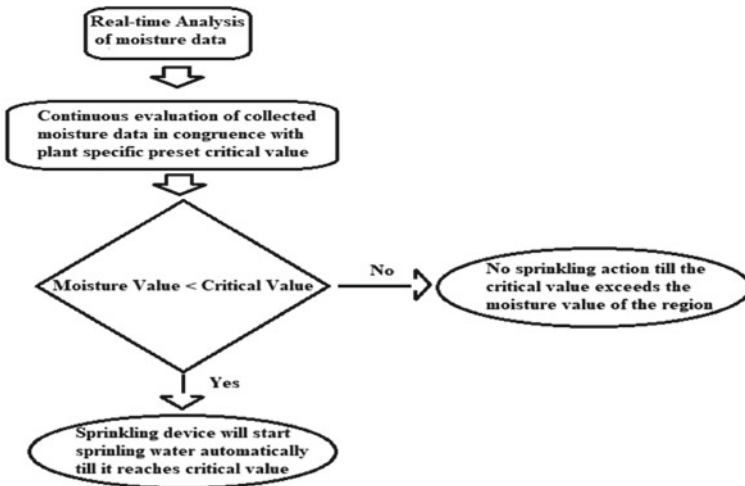 Real-time Analysis
of moisture data
Continuous evaluation of collected
moisture data in congruence with
plant specific preset critical value
Moisture Value < Critical Value
No
No sprinkling action till the
critical value exceeds the
moisture value of the region
Yes
Sprinkling device will start
sprinling water automatically
till it reaches critical value